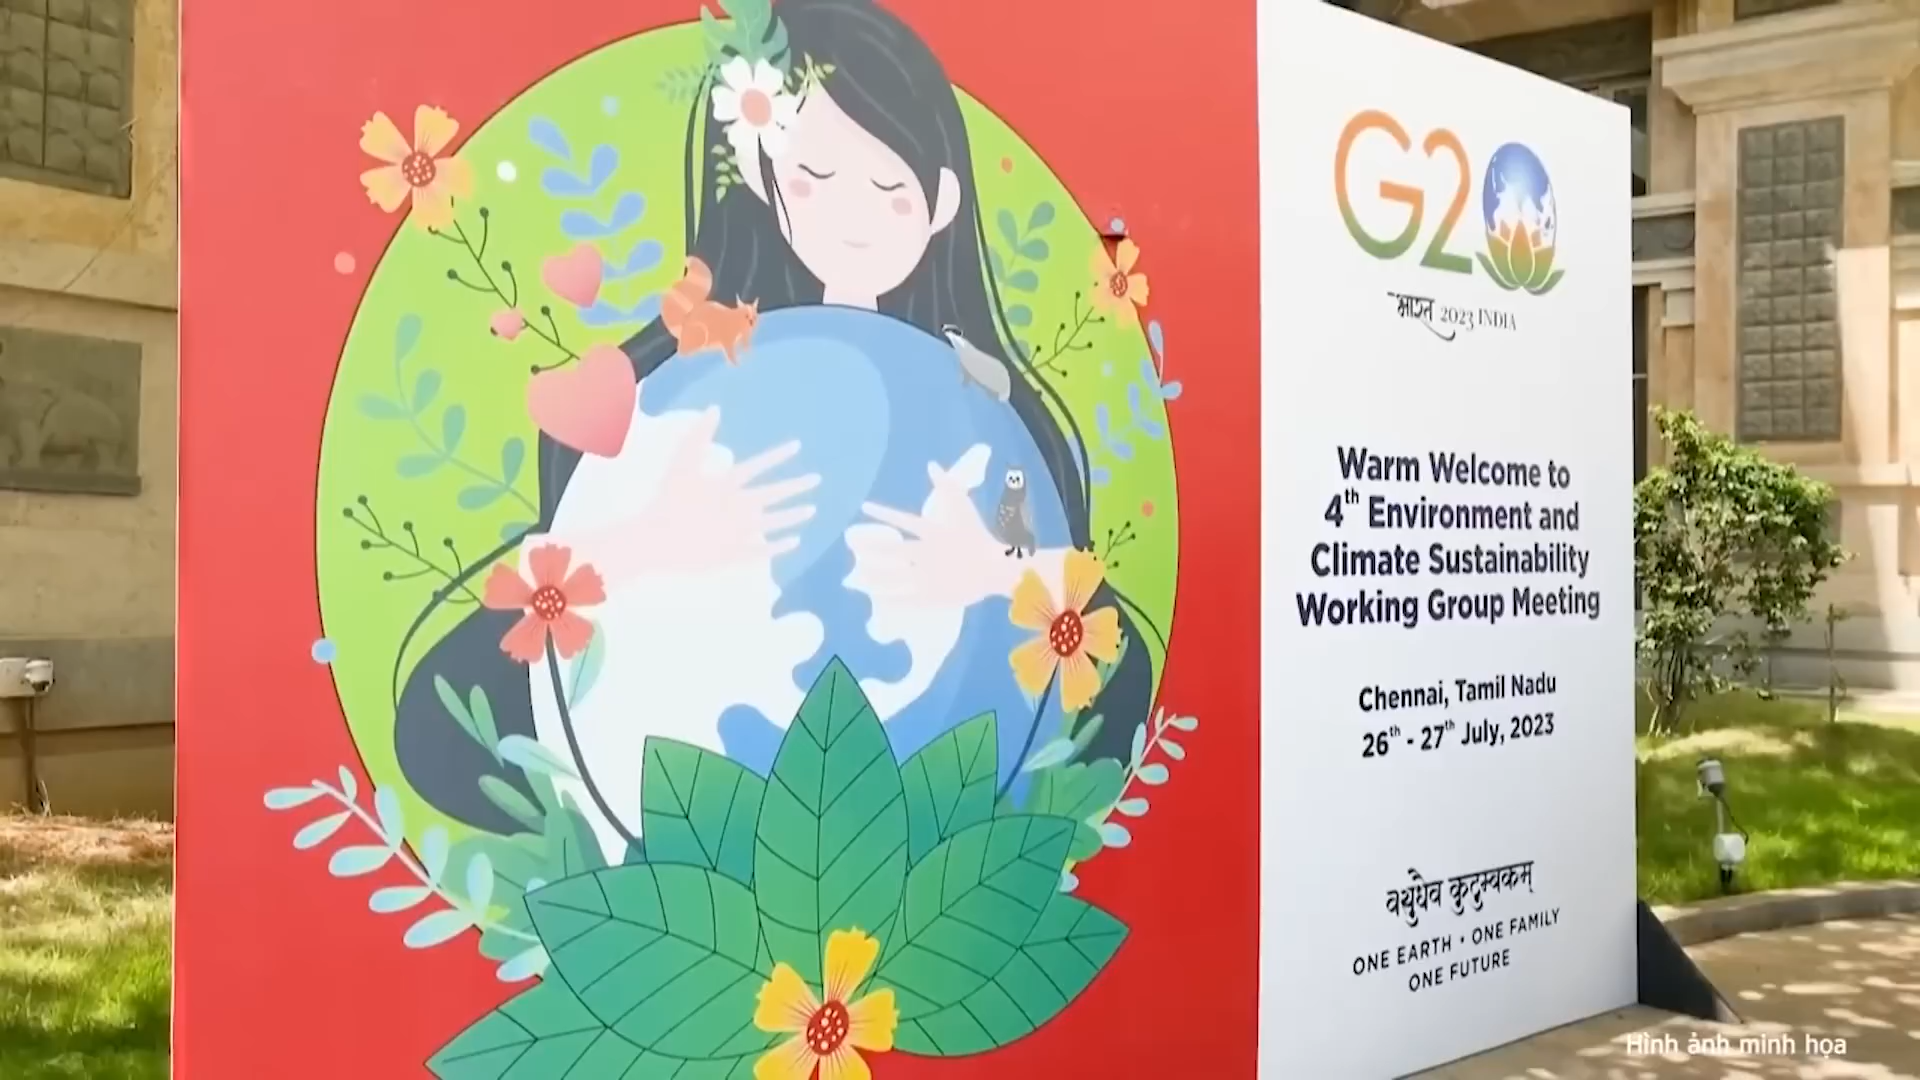 G20
भारत 2023 INDIA
Warm Welcome to
4th Environment and
Climate Sustainability
Working Group Meeting
Chennai, Tamil Nadu
26th - 27th July, 2023
वसुधैव कुटुम्बकम्
ONE EARTH • ONE FAMILY
ONE FUTURE
Hình ảnh minh họa